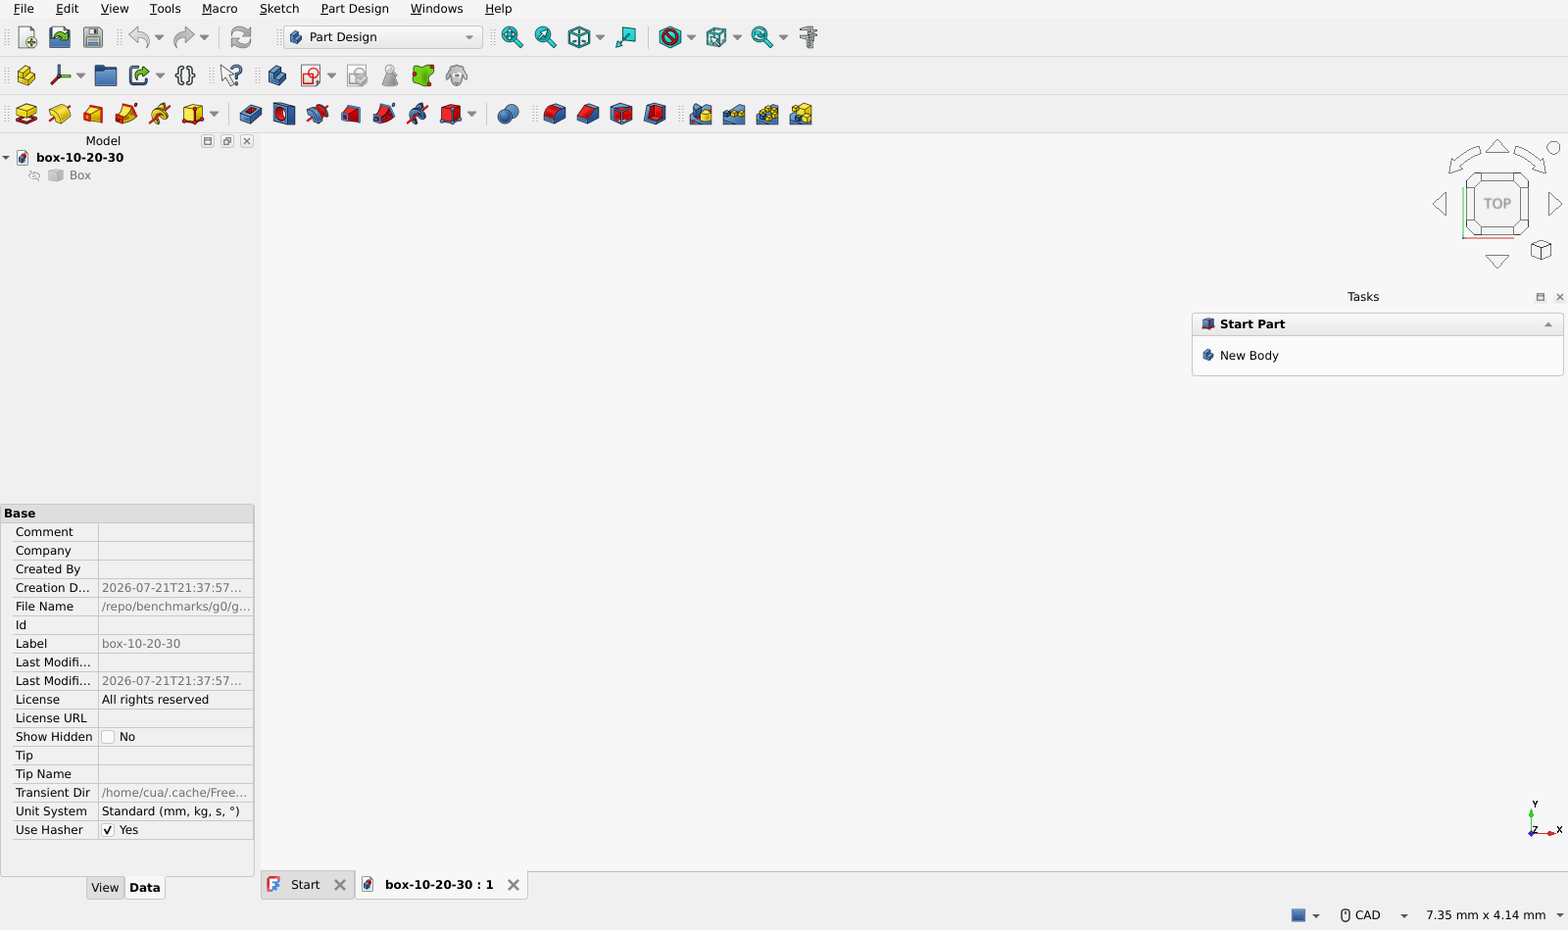 File Edit View Tools Macro Sketch Part Design Windows Help
Part Design
Model
box-10-20-30
Box
TOP
Tasks
Start Part
New Body
Base
Comment
Company
Created By
Creation D... 2026-07-21T21:37:57...
File Name /repo/benchmarks/g0/g...
Id
Label box-10-20-30
Last Modifi...
Last Modifi... 2026-07-21T21:37:57...
License All rights reserved
License URL
Show Hidden No
Tip
Tip Name
Transient Dir /home/cua/.cache/Free...
Unit System Standard (mm, kg, s, °)
Use Hasher Yes
Y
Z X
View Data
Start box-10-20-30 : 1
CAD 7.35 mm x 4.14 mm